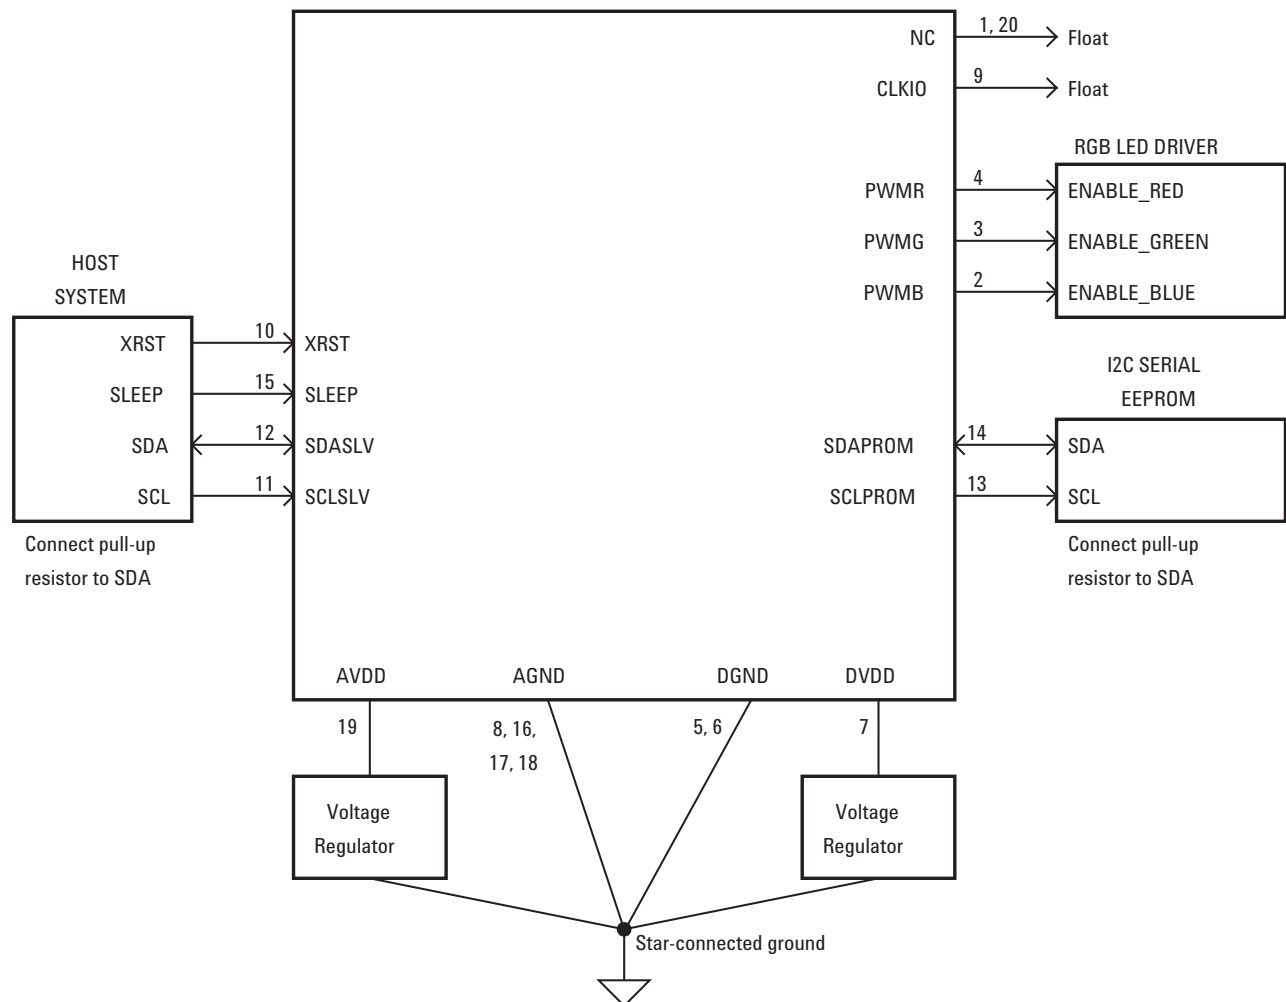 NC
1, 20
Float
CLKIO
9
Float
RGB LED DRIVER
PWMR
4
ENABLE_RED
PWMG
3
ENABLE_GREEN
PWMB
2
ENABLE_BLUE
HOST
SYSTEM
XRST
10
XRST
SLEEP
15
SLEEP
SDA
12
SDASLV
SCL
11
SCLSLV
Connect pull-up
resistor to SDA
I2C SERIAL
EEPROM
SDAPROM
14
SDA
SCLPROM
13
SCL
Connect pull-up
resistor to SDA
AVDD
AGND
DGND
DVDD
19
8, 16,
17, 18
5, 6
7
Voltage
Regulator
Voltage
Regulator
Star-connected ground